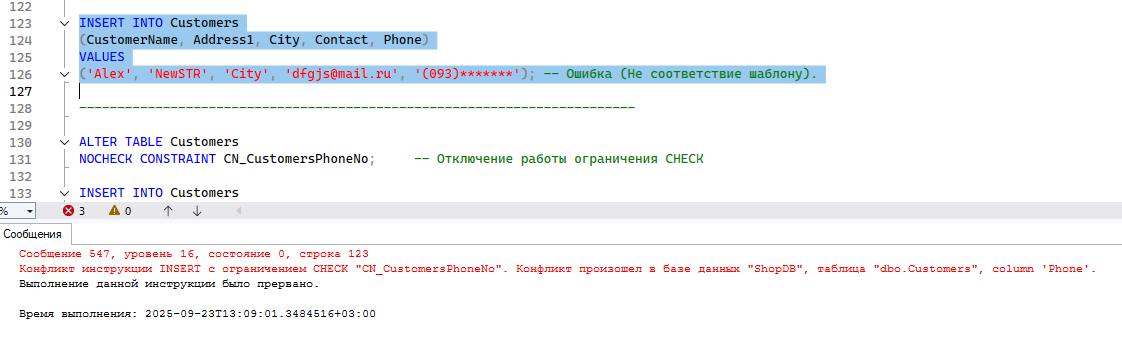 122
123 INSERT INTO Customers
124 (CustomerName, Address1, City, Contact, Phone)
125 VALUES
126 ('Alex', 'NewSTR', 'City', 'dfgjs@mail.ru', '(093)*******'); -- Ошибка (Не соответствие шаблону).
127
128 -----------------------------------------------------------------------
129
130 ALTER TABLE Customers
131 NOCHECK CONSTRAINT CN_CustomersPhoneNo; -- Отключение работы ограничения CHECK
132
133 INSERT INTO Customers
% 3 0
Сообщения
Сообщение 547, уровень 16, состояние 0, строка 123
Конфликт инструкции INSERT с ограничением CHECK "CN_CustomersPhoneNo". Конфликт произошел в базе данных "ShopDB", таблица "dbo.Customers", column 'Phone'.
Выполнение данной инструкции было прервано.
Время выполнения: 2025-09-23T13:09:01.3484516+03:00